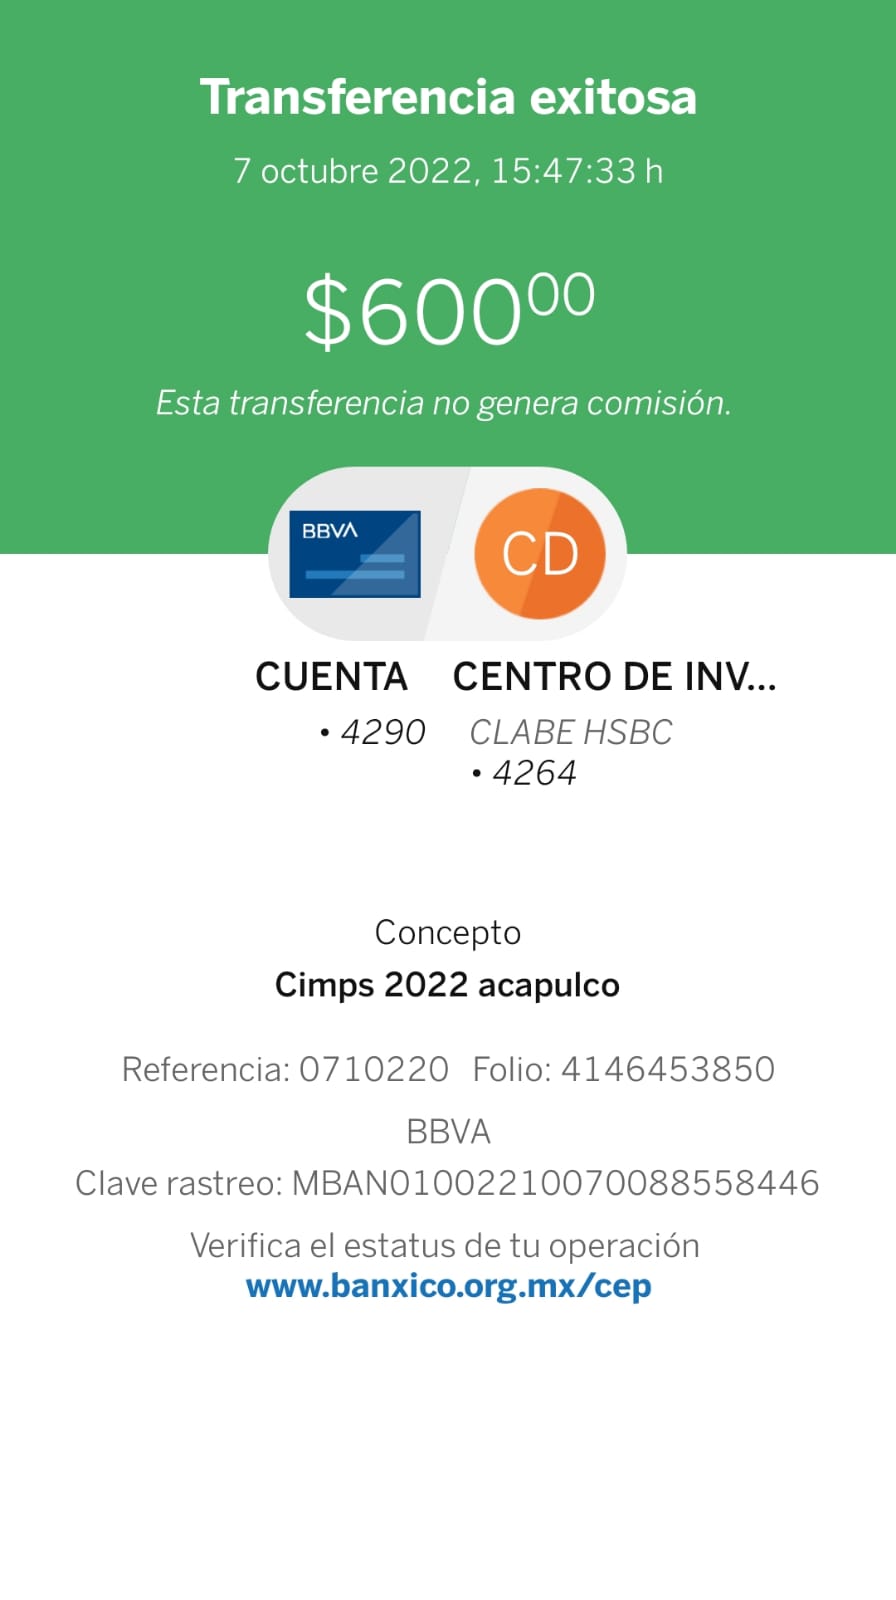 Transferencia exitosa
7 octubre 2022, 15:47:33 h
$600⁰⁰
Esta transferencia no genera comisión.
BBVA
CD
CUENTA
• 4290
CENTRO DE INV...
CLABE HSBC
• 4264
Concepto
Cimps 2022 acapulco
Referencia: 0710220 Folio: 4146453850
BBVA
Clave rastreo: MBAN01002210070088558446
Verifica el estatus de tu operación
www.banxico.org.mx/cep